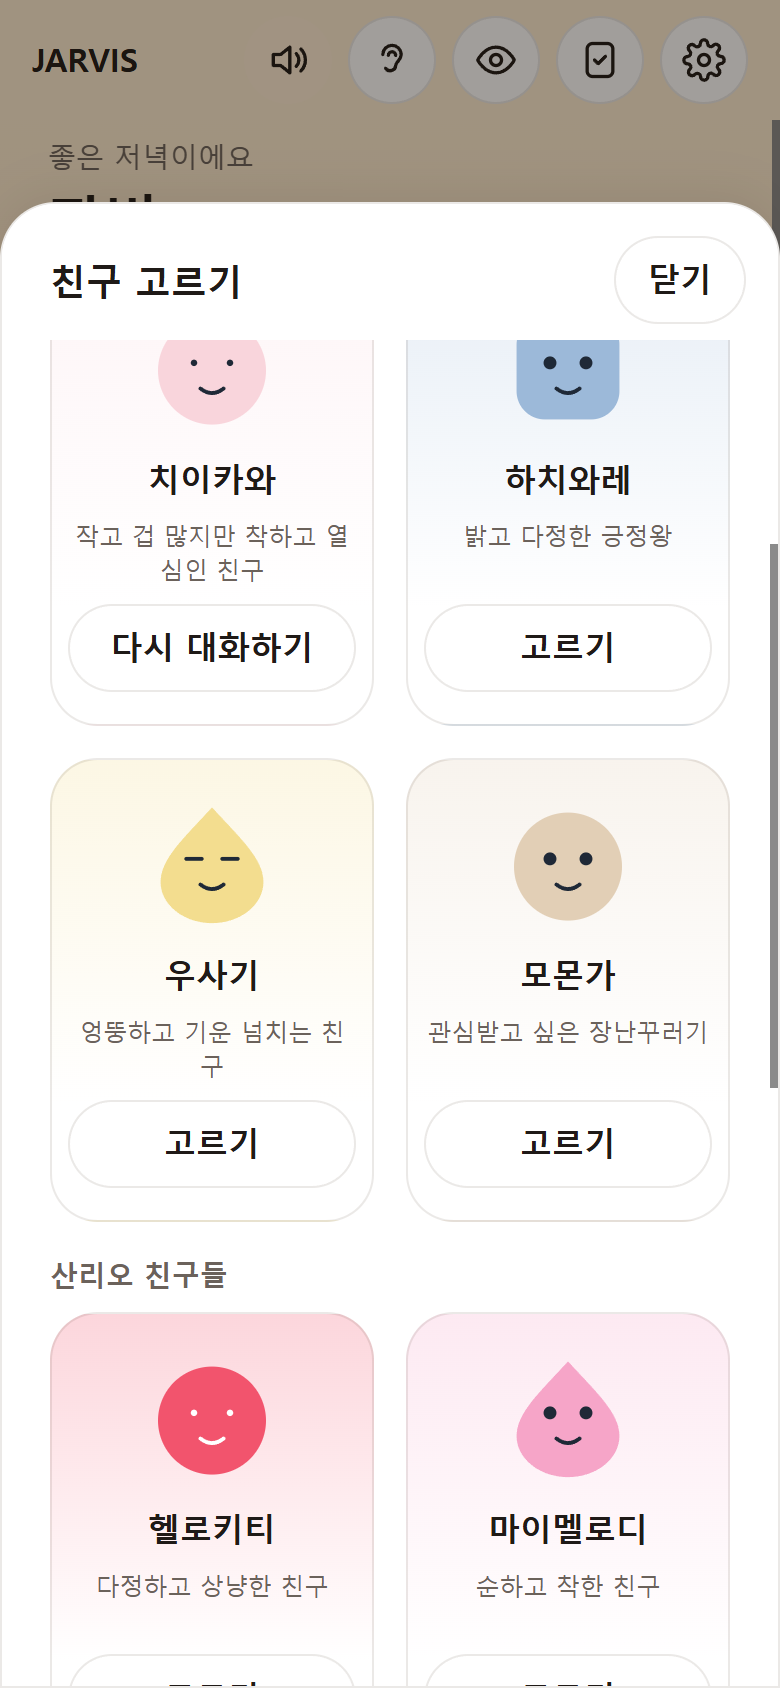 JARVIS
좋은 저녁이에요
친구 고르기
닫기
치이카와
하치와레
작고 겁 많지만 착하고 열
심인 친구
밝고 다정한 긍정왕
다시 대화하기
고르기
우사기
모몬가
엉뚱하고 기운 넘치는 친
구
관심받고 싶은 장난꾸러기
고르기
고르기
산리오 친구들
헬로키티
마이멜로디
다정하고 상냥한 친구
순하고 착한 친구